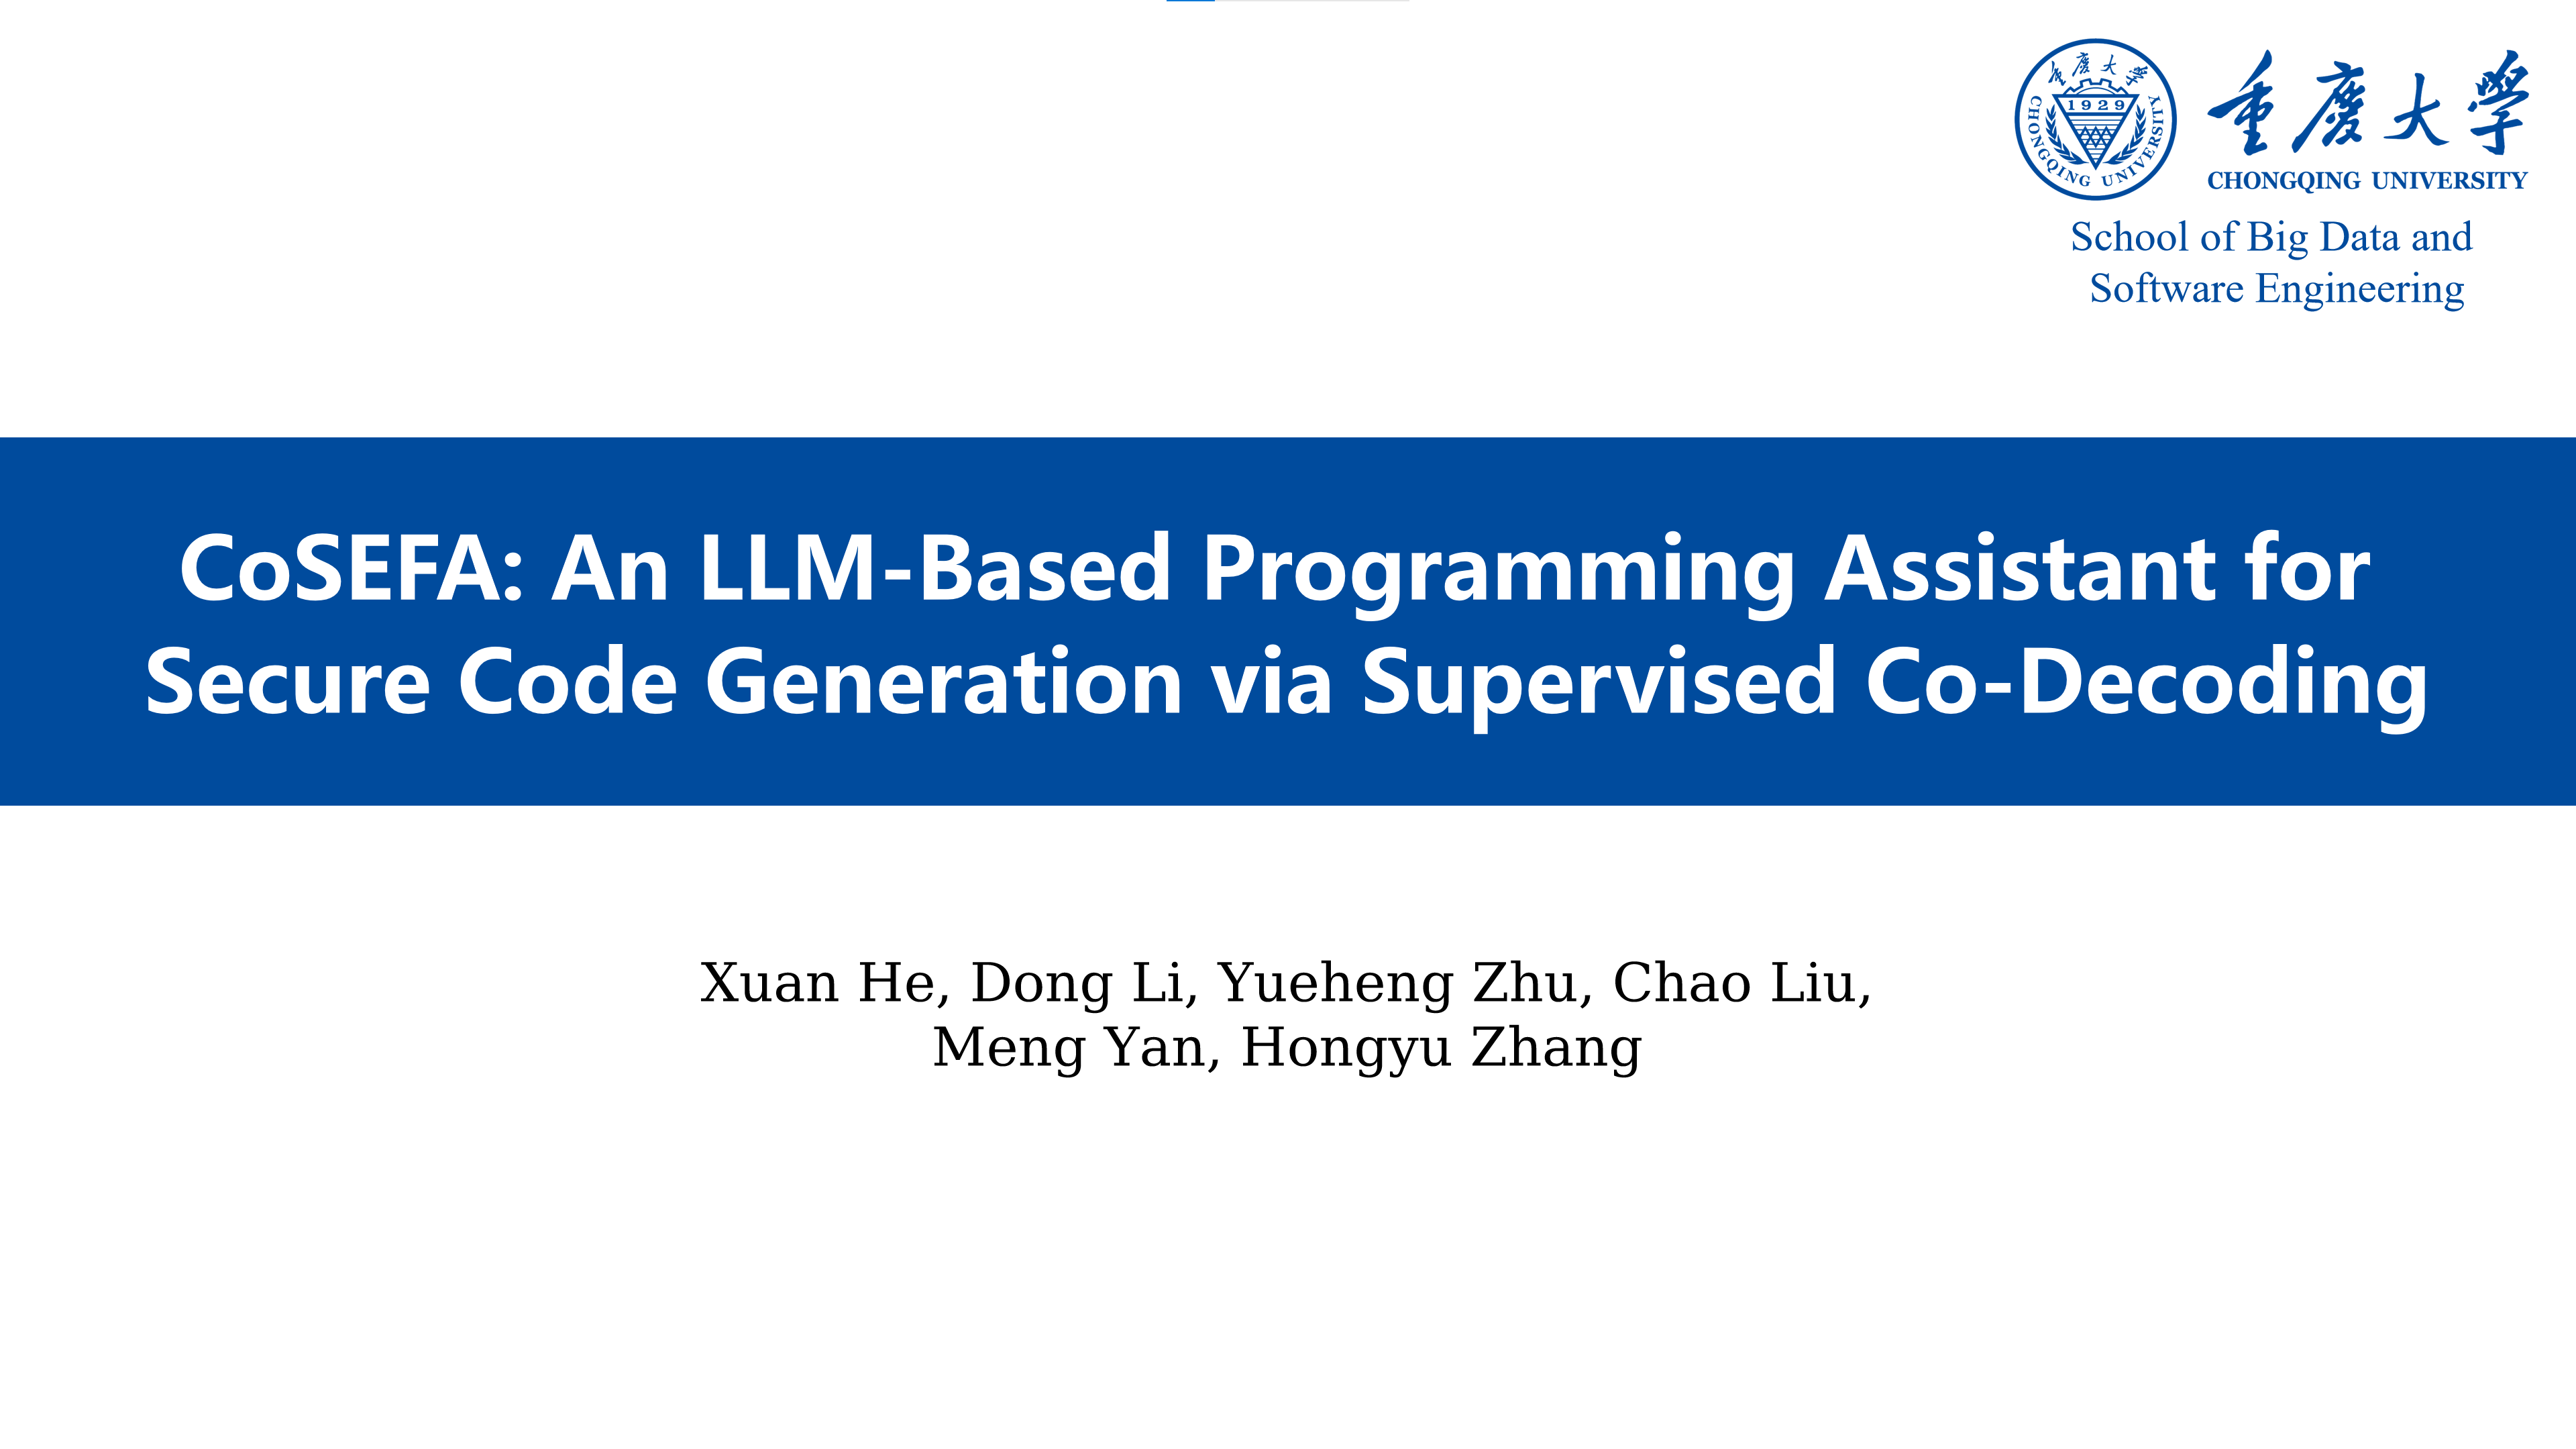 重慶大學
CHONGQING UNIVERSITY
1929
重慶大學
CHONGQING UNIVERSITY
School of Big Data and
Software Engineering
CoSEFA: An LLM-Based Programming Assistant for
Secure Code Generation via Supervised Co-Decoding
Xuan He, Dong Li, Yueheng Zhu, Chao Liu,
Meng Yan, Hongyu Zhang